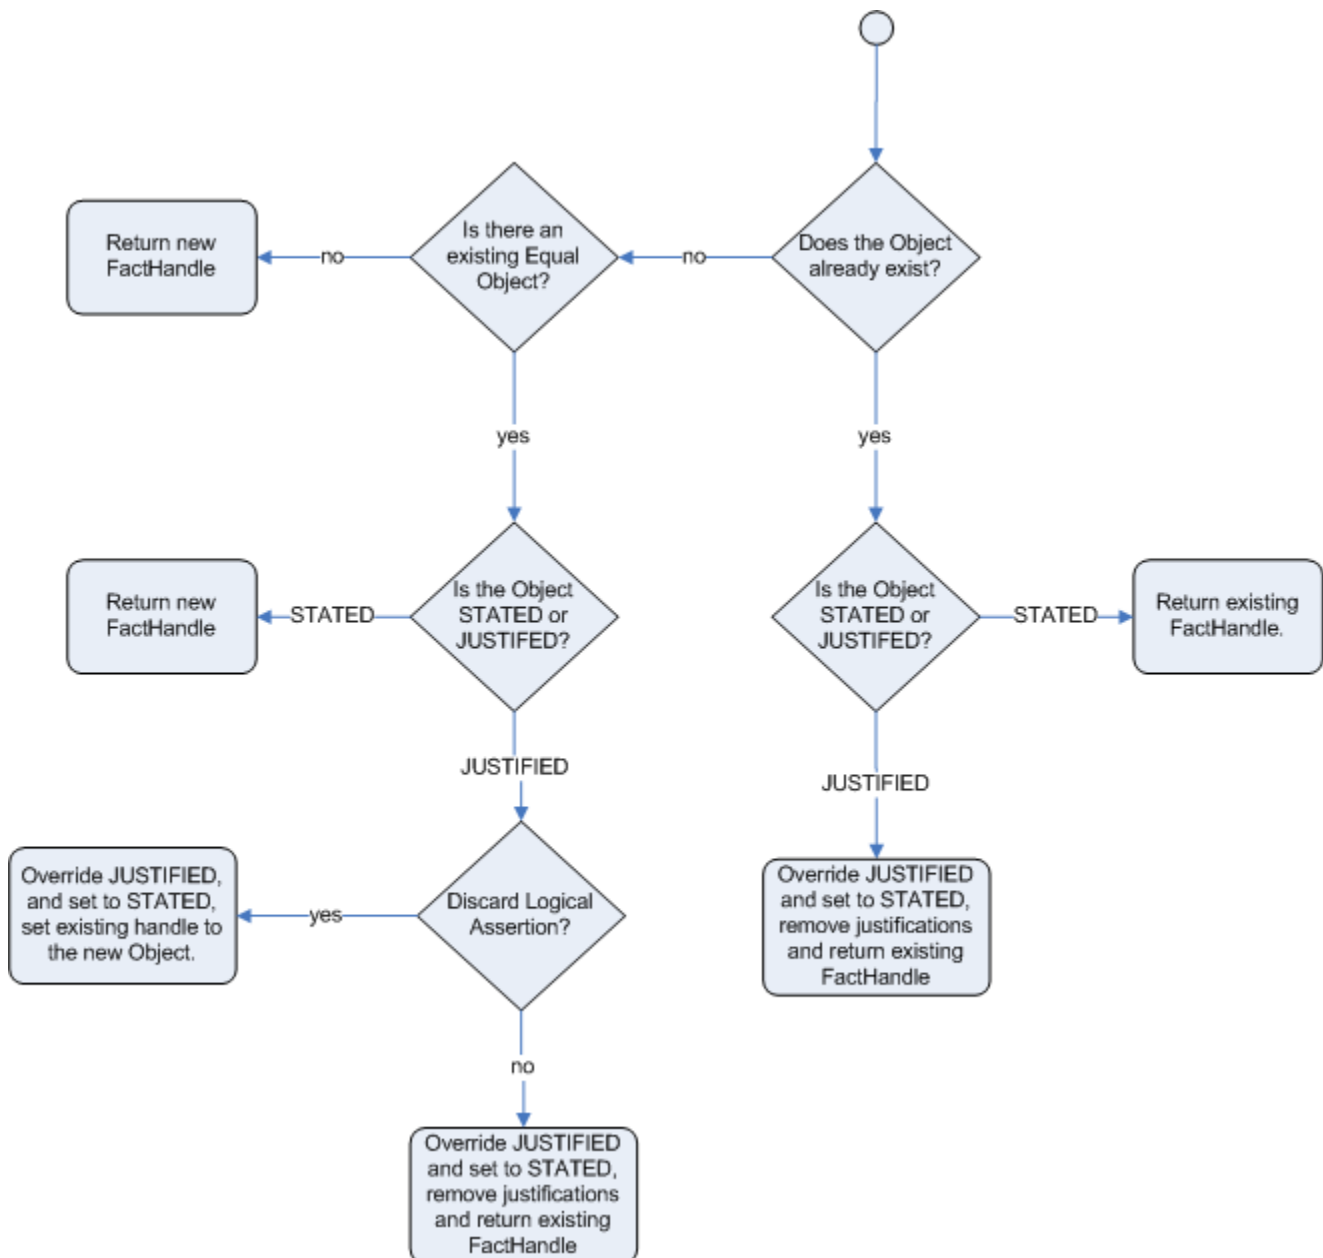 Does the Object
already exist?
no
Is there an
existing Equal
Object?
no
Return new
FactHandle
yes
yes
Is the Object
STATED or
JUSTIFED?
STATED
Return new
FactHandle
Is the Object
STATED or
JUSTIFED?
STATED
Return existing
FactHandle.
JUSTIFIED
JUSTIFIED
Discard Logical
Assertion?
yes
Override JUSTIFIED,
and set to STATED,
set existing handle to
the new Object.
Override JUSTIFIED
and set to STATED,
remove justifications
and return existing
FactHandle
no
Override JUSTIFIED
and set to STATED,
remove justifications
and return existing
FactHandle